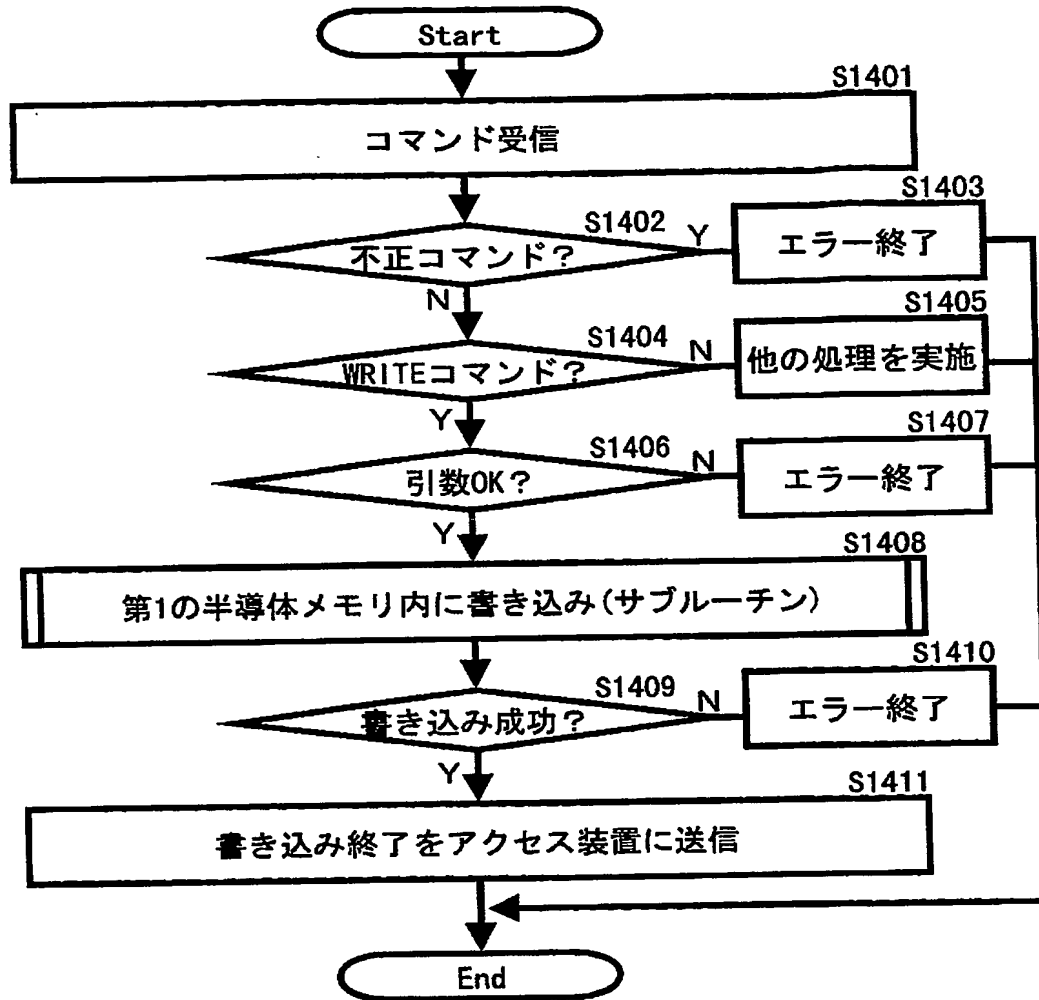 Start
S1401
コマンド受信
S1402
不正コマンド?
Y
N
S1403
エラー終了
S1404
WRITEコマンド?
N
Y
S1405
他の処理を実施
S1406
引数OK?
N
Y
S1407
エラー終了
S1408
第1の半導体メモリ内に書き込み(サブルーチン)
S1409
書き込み成功?
N
Y
S1410
エラー終了
S1411
書き込み終了をアクセス装置に送信
End